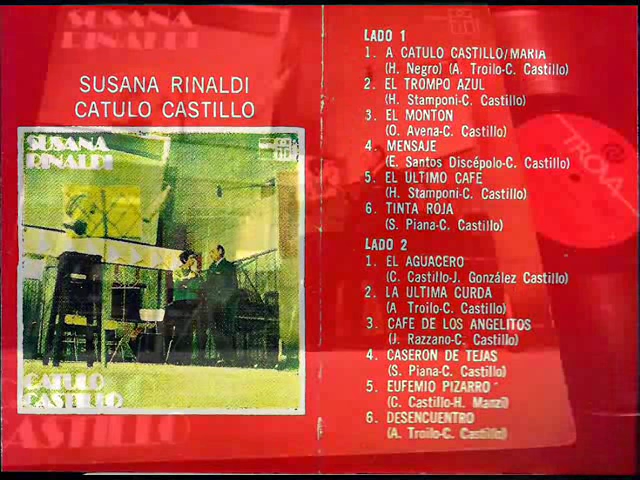 SUSANA
RINALDI
SUSANA RINALDI
CATULO CASTILLO
SUSANA
RINALDI
CATULO
CASTILLO
CASTILLO
LADO 1
1. A CATULO CASTILLO/MARIA
(H. Negro) (A. Troilo-C. Castillo)
2. EL TROMPO AZUL
(H. Stamponi-C. Castillo)
3. EL MONTON
(O. Avena-C. Castillo)
4. MENSAJE
(E. Santos Discépolo-C. Castillo)
5. EL ULTIMO CAFE
(H. Stamponi-C. Castillo)
6. TINTA ROJA
(S. Piana-C. Castillo)
LADO 2
1. EL AGUACERO
(C. Castillo-J. González Castillo)
2. LA ULTIMA CURDA
(A Troilo-C. Castillo)
3. CAFE DE LOS ANGELITOS
(J. Razzano-C. Castillo)
4. CASERON DE TEJAS
(S. Piana-C. Castillo)
5. EUFEMIO PIZARRO
(C. Castillo-H. Manzi)
6. DESENCUENTRO
(A. Troilo-C. Castillo)
TROVA